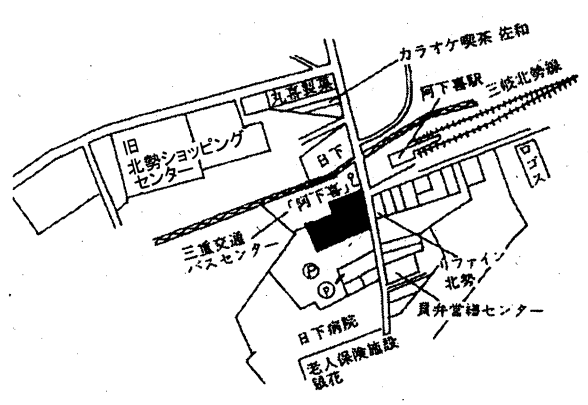 カラオケ喫茶 佐和
阿下喜駅
三岐北勢線
丸斎製菓
旧
北勢ショッピング
センター
日下
ロゴス
「阿下喜」
三重交通
バスセンター
P
P
リファイン
北勢
員弁営繕センター
日下病院
老人保険施設
銀花